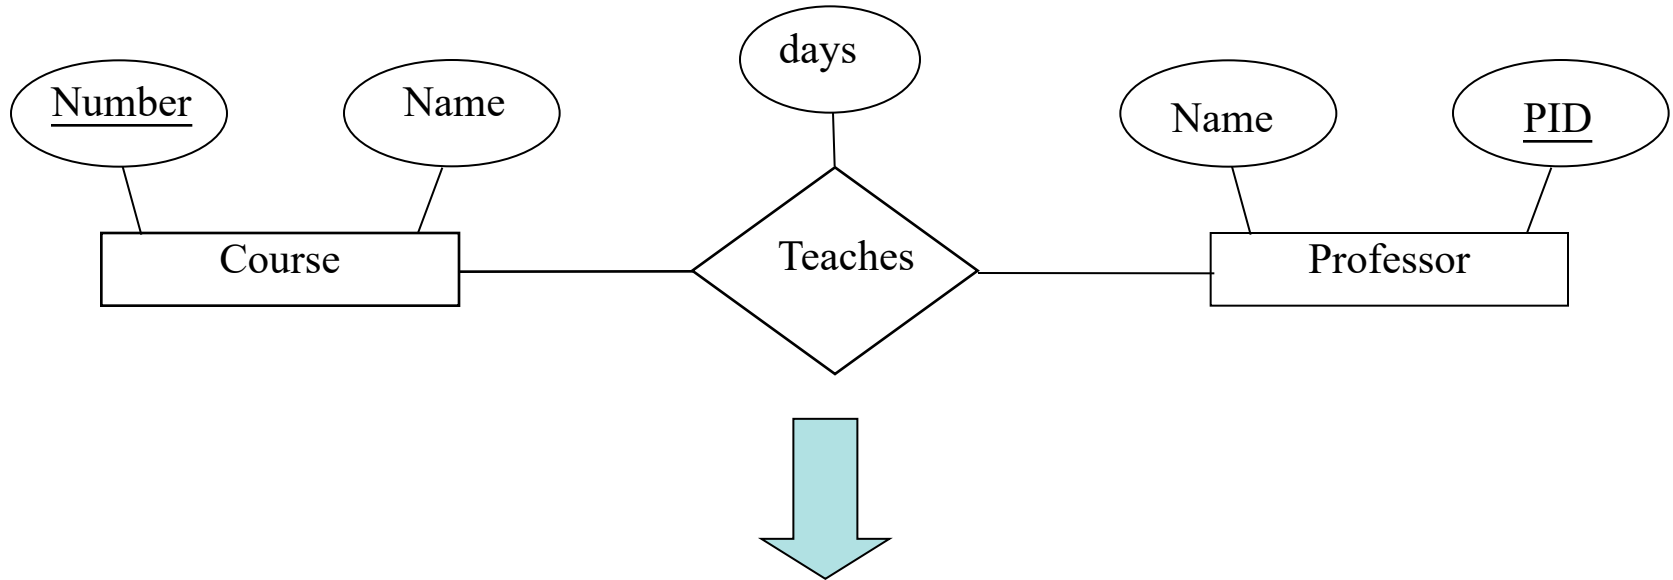 days
Number
Name
Name
PID
Course
Teaches
Professor